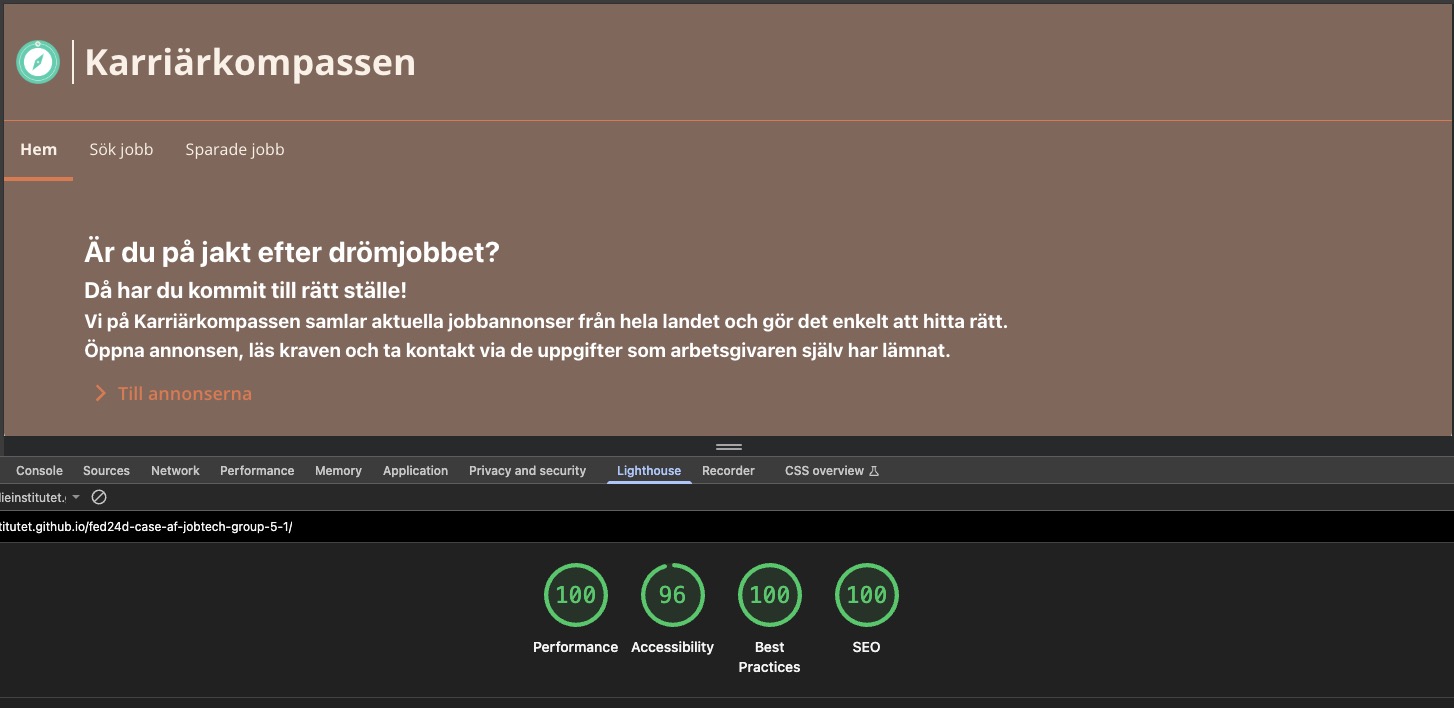 Karriärkompassen
Hem Sök jobb Sparade jobb
Är du på jakt efter drömjobbet?
Då har du kommit till rätt ställe!
Vi på Karriärkompassen samlar aktuella jobbannonser från hela landet och gör det enkelt att hitta rätt.
Öppna annonsen, läs kraven och ta kontakt via de uppgifter som arbetsgivaren själv har lämnat.
Till annonserna
Console Sources Network Performance Memory Application Privacy and security Lighthouse Recorder CSS overview
lieinstitutet.
titutet.github.io/fed24d-case-af-jobtech-group-5-1/
100 96 100 100
Performance Accessibility Best Practices SEO